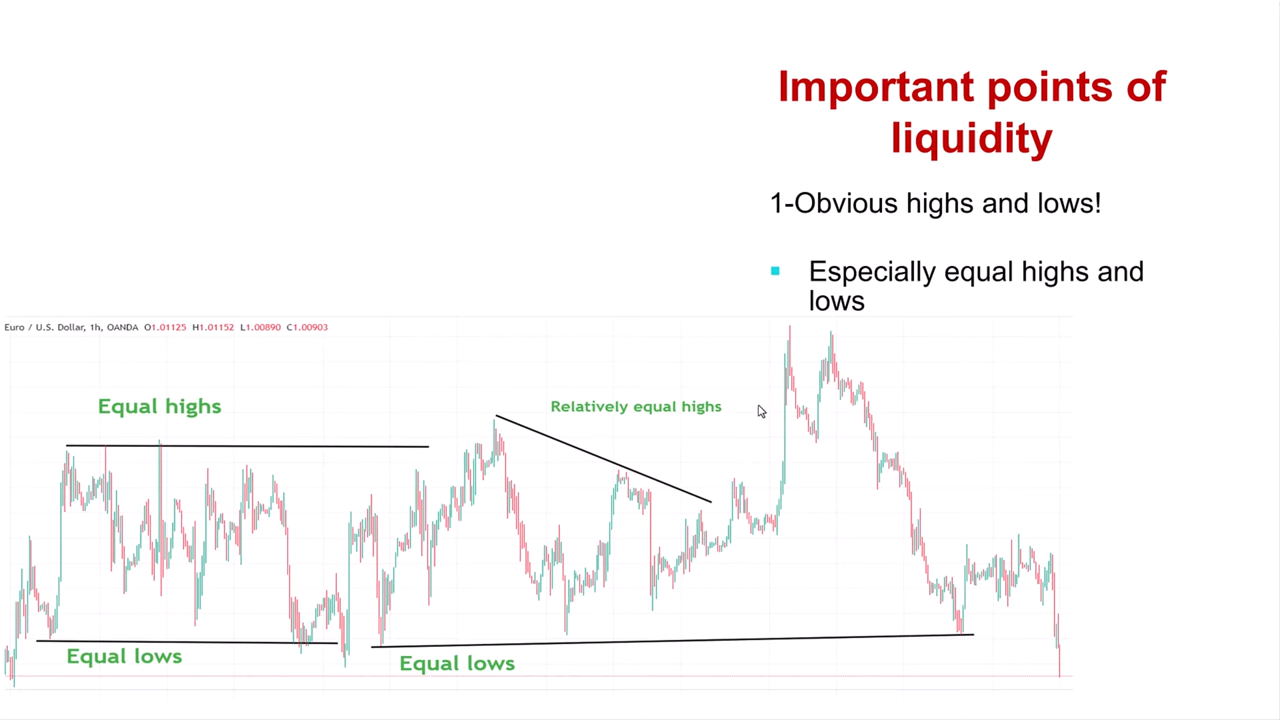 Important points of
liquidity
1-Obvious highs and lows!
▪ Especially equal highs and
lows
Euro / U.S. Dollar, 1h, OANDA O1.01125 H1.01152 L1.00890 C1.00903
Equal highs
Relatively equal highs
Equal lows
Equal lows